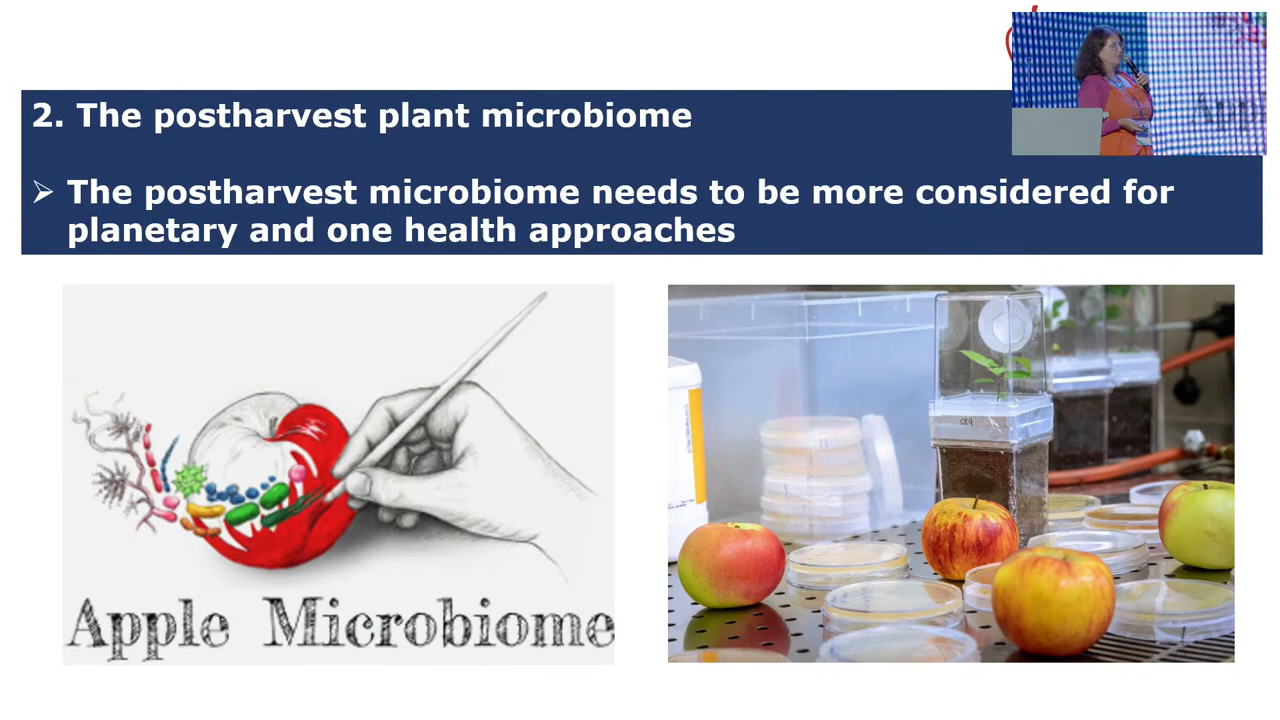 2. The postharvest plant microbiome
➢ The postharvest microbiome needs to be more considered for
planetary and one health approaches
Apple Microbiome